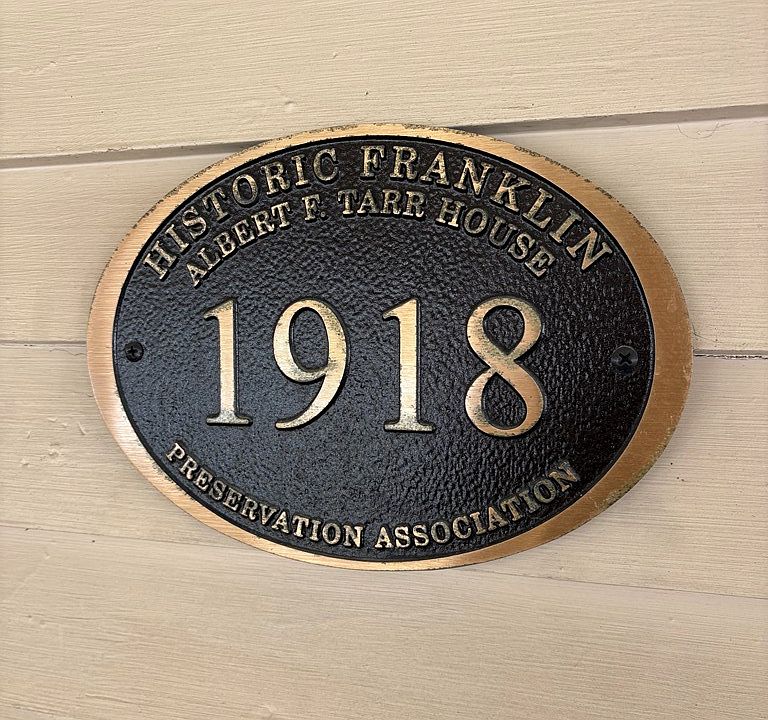 HISTORIC FRANKLIN
ALBERT F. TARR HOUSE
1918
PRESERVATION ASSOCIATION